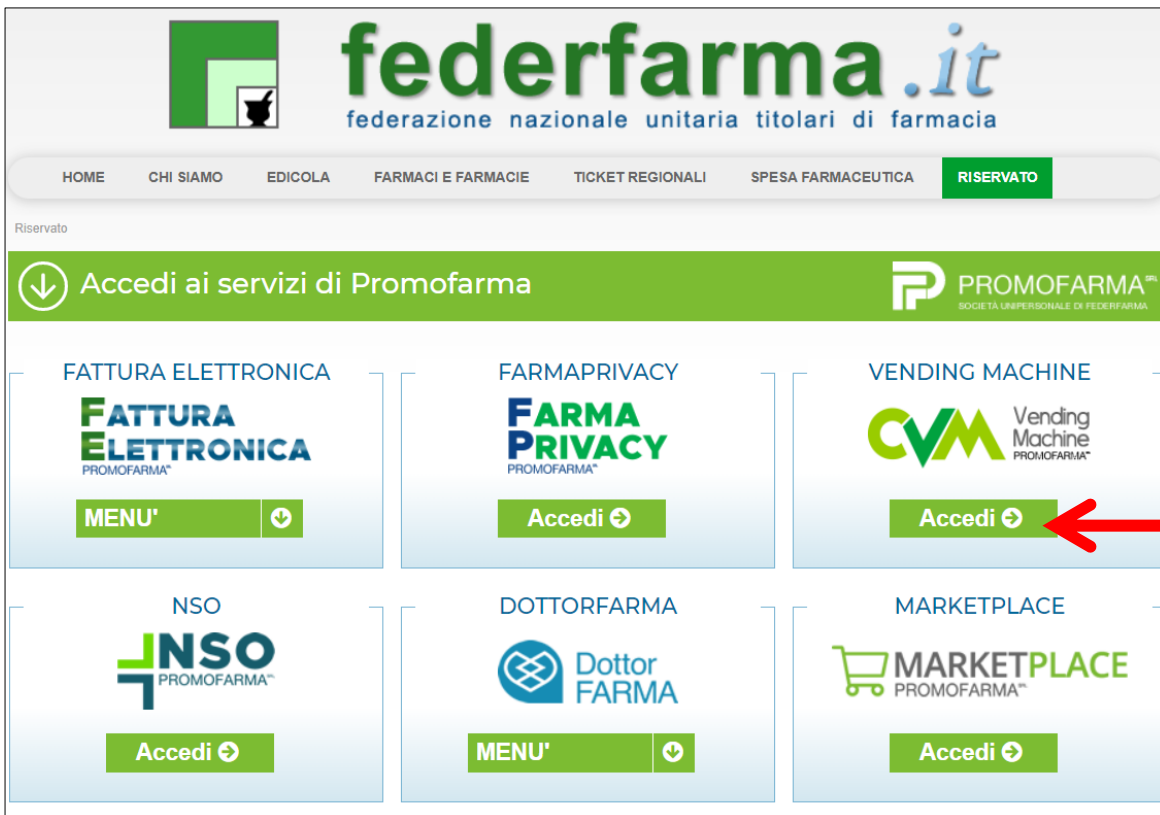 federfarma.it
federazione nazionale unitaria titolari di farmacia
HOME CHI SIAMO EDICOLA FARMACI E FARMACIE TICKET REGIONALI SPESA FARMACEUTICA RISERVATO
Riservato
Accedi ai servizi di Promofarma
PROMOFARMA SRL
SOCIETÀ UNIPERSONALE DI FEDERFARMA
FATTURA ELETTRONICA
FATTURA
ELETTRONICA
PROMOFARMA
MENU'
FARMAPRIVACY
FARMA
PRIVACY
PROMOFARMA
Accedi
VENDING MACHINE
CVM
Vending
Machine
PROMOFARMA
Accedi
NSO
NSO
PROMOFARMA
Accedi
DOTTORFARMA
Dottor
FARMA
MENU'
MARKETPLACE
MARKETPLACE
PROMOFARMA
Accedi